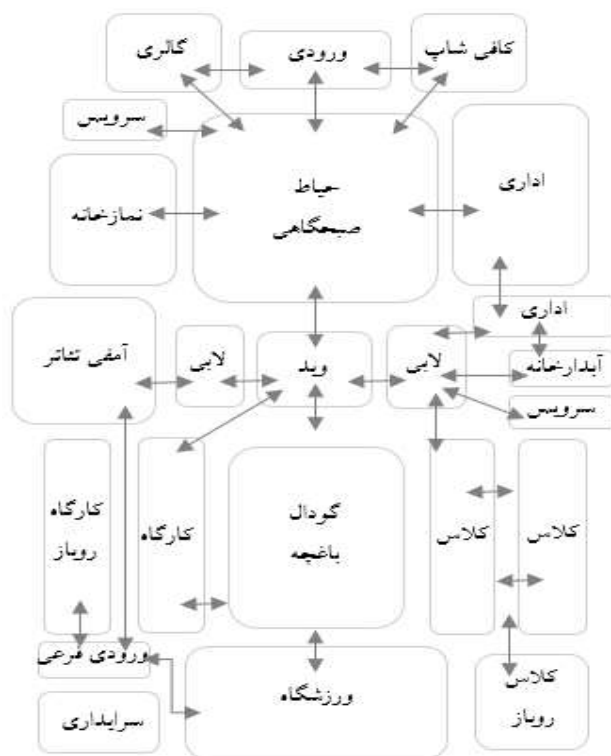 کافی شاپ
ورودی
گالری
سرویس
حیاط
صبحگاهی
اداری
نمازخانه
اداری
آمفی تئاتر
لابی
وید
لابی
آبدارخانه
سرویس
کارگاه
روباز
کارگاه
گودال
باغچه
کلاس
کلاس
ورودی فرعی
ورزشگاه
کلاس
روباز
سرایداری